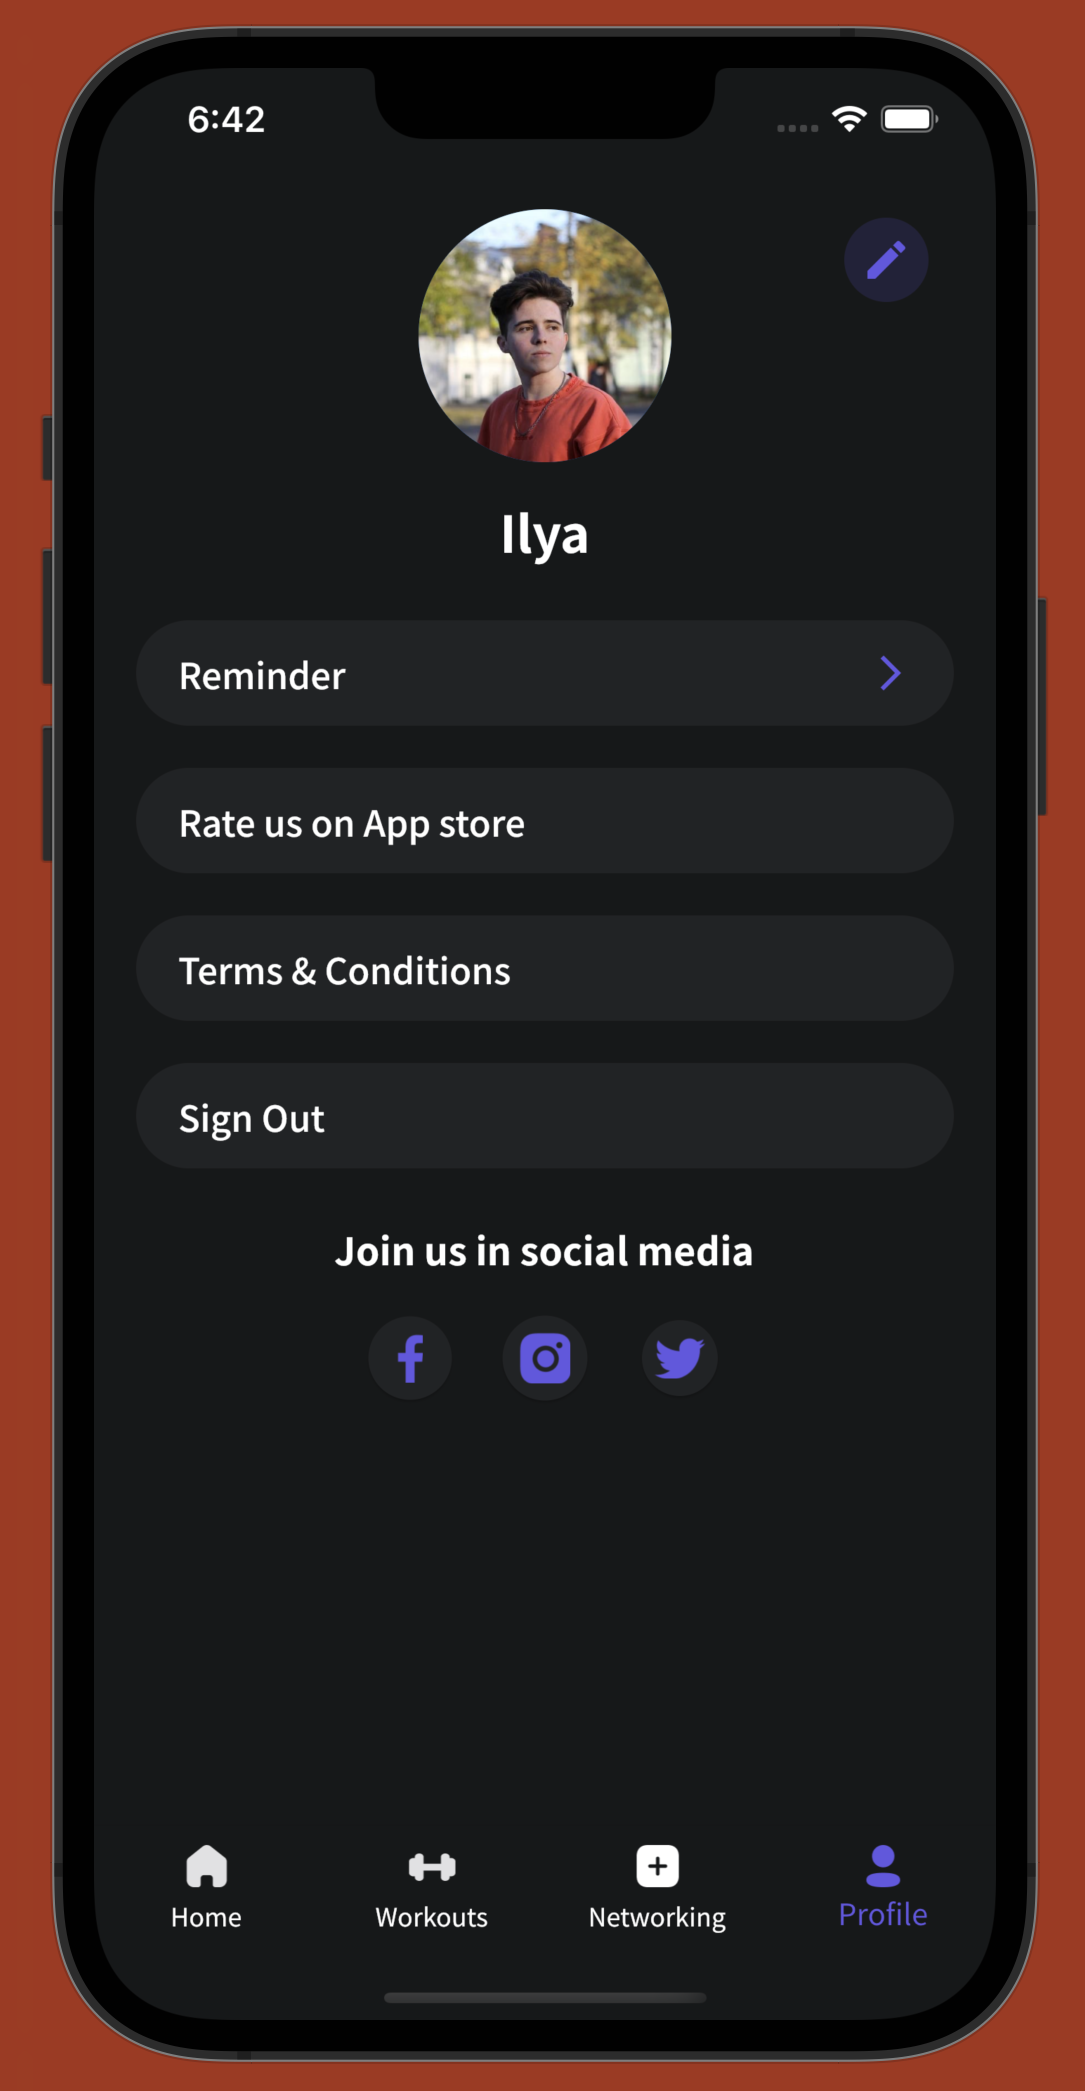 6:42
Ilya
Reminder
Rate us on App store
Terms & Conditions
Sign Out
Join us in social media
Home
Workouts
Networking
Profile